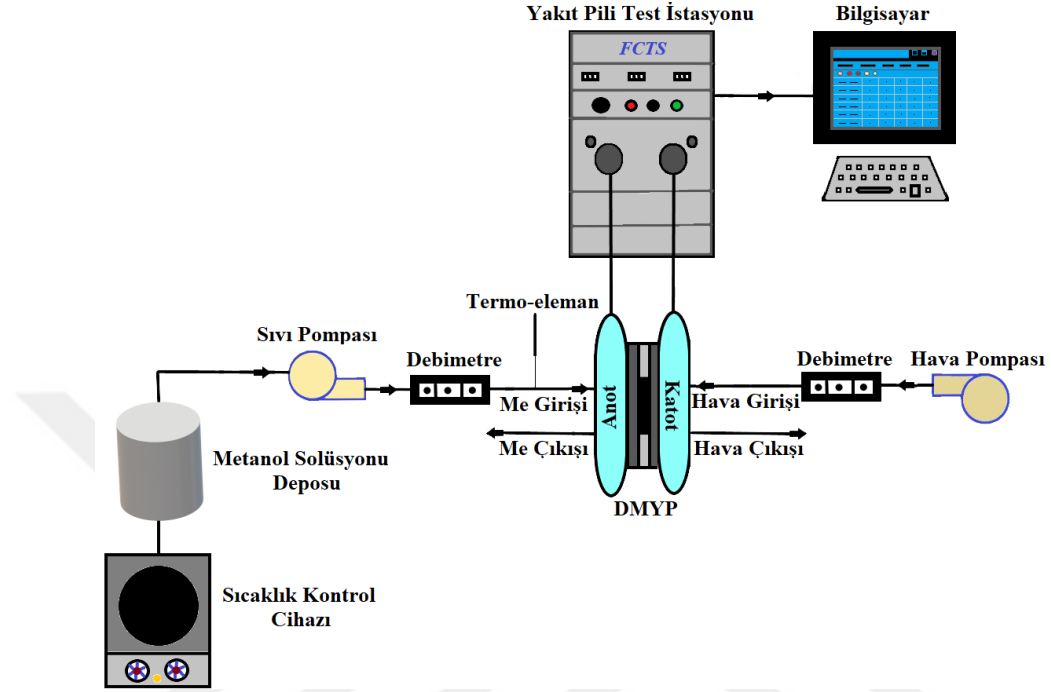 Yakıt Pili Test İstasyonu
Bilgisayar
FCTS
Termo-eleman
Sıvı Pompası
Debimetre
Debimetre
Hava Pompası
Me Girişi
Anot
Katot
Hava Girişi
Me Çıkışı
Hava Çıkışı
Metanol Solüsyonu
Deposu
DMYP
Sıcaklık Kontrol
Cihazı